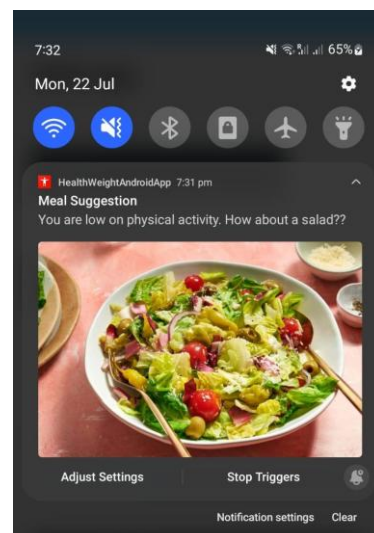 7:32 65%
Mon, 22 Jul
HealthWeightAndroidApp 7:31 pm
Meal Suggestion
You are low on physical activity. How about a salad??
Adjust Settings Stop Triggers
Notification settings Clear